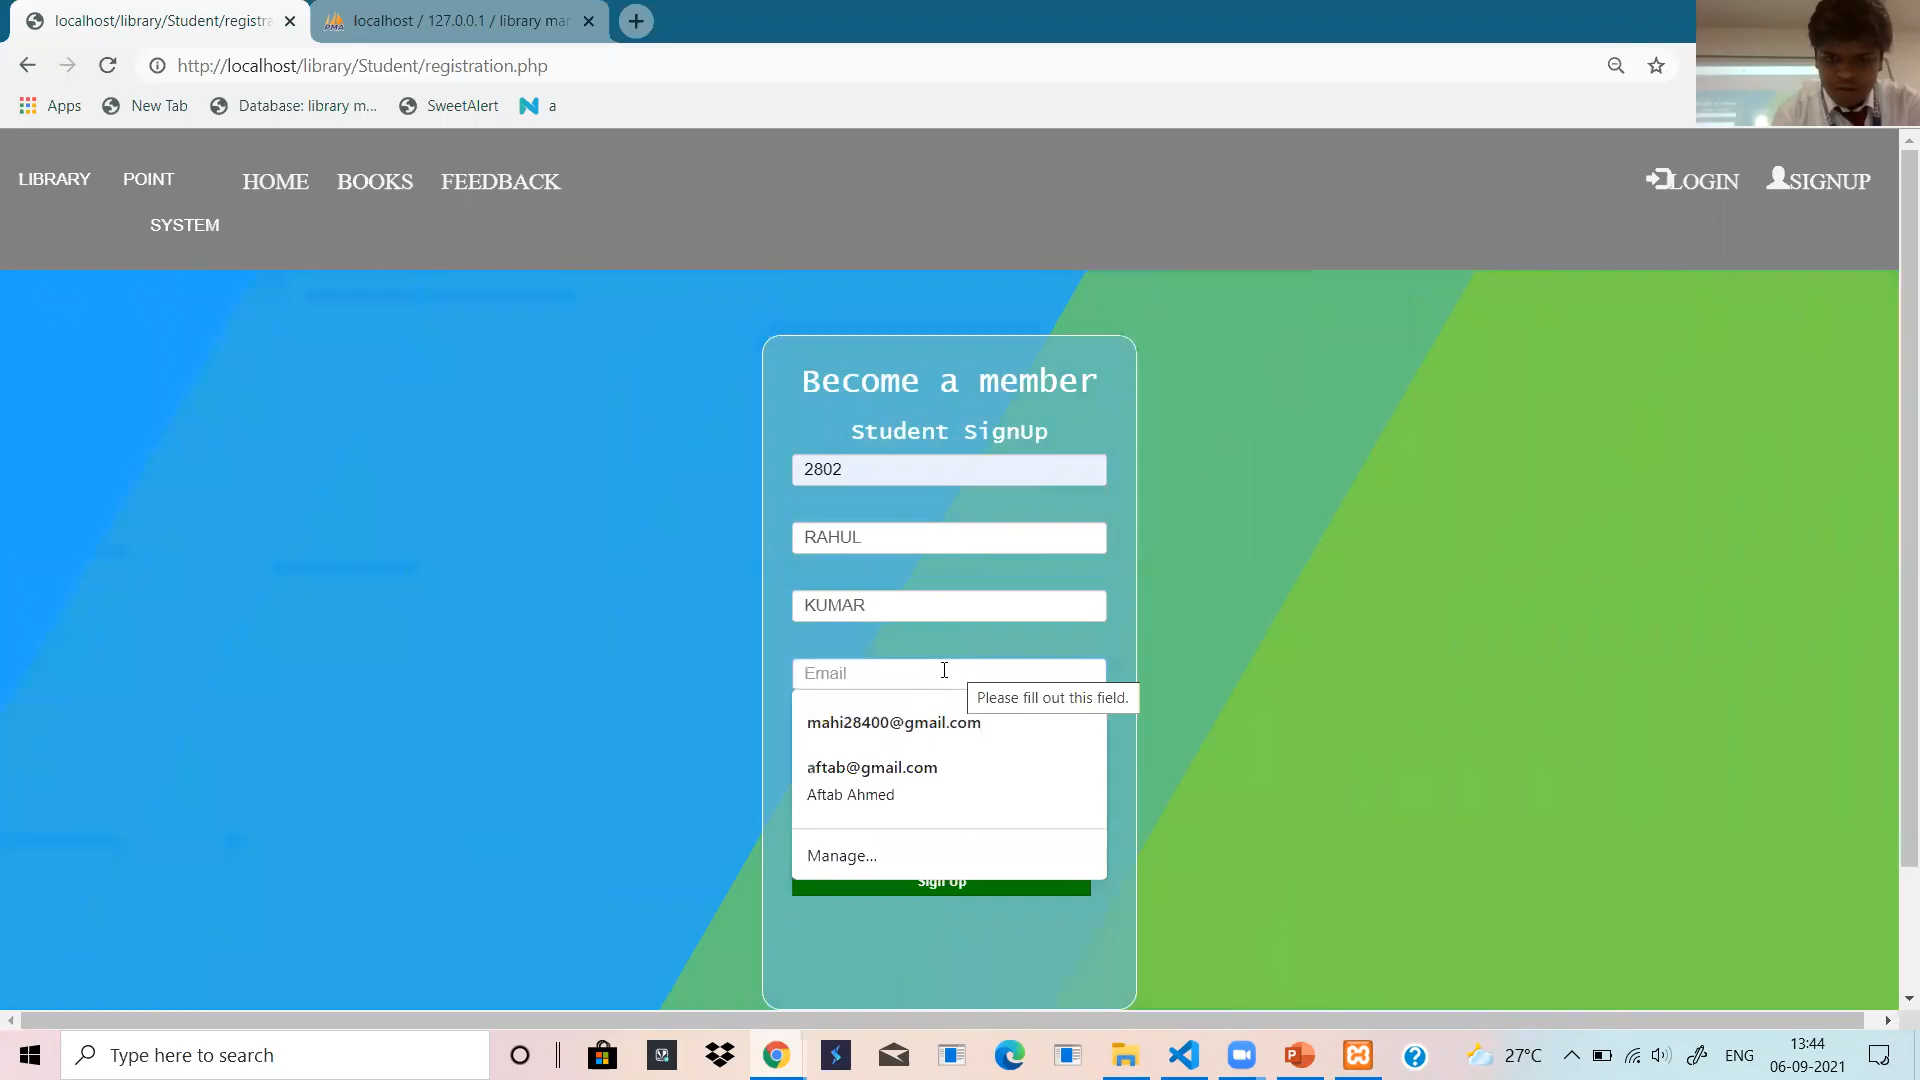 localhost/library/Student/registra
localhost / 127.0.0.1 / library mar
http://localhost/library/Student/registration.php
Apps New Tab Database: library m... SweetAlert a
LIBRARY POINT SYSTEM
HOME BOOKS FEEDBACK
LOGIN SIGNUP
Become a member
Student SignUp
2802
RAHUL
KUMAR
Email
Please fill out this field.
mahi28400@gmail.com
aftab@gmail.com
Aftab Ahmed
Manage...
Sign Up
Type here to search
27°C
ENG
13:44
06-09-2021